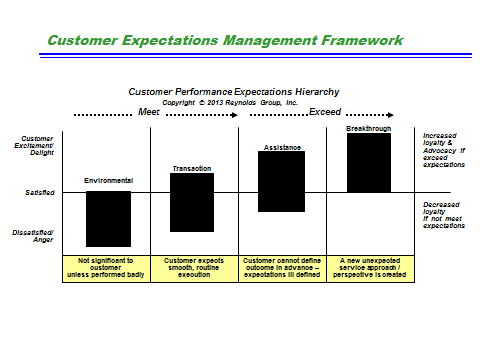 Customer Expectations Management Framework
Customer Performance Expectations Hierarchy
Copyright © 2013 Reynolds Group, Inc.
Meet
Exceed
Customer
Excitement/
Delight
Satisfied
Dissatisfied/
Anger
Environmental
Transaction
Assistance
Breakthrough
Increased
loyalty &
Advocacy if
exceed
expectations
Decreased
loyalty
if not meet
expectations
Not significant to
customer
unless performed badly
Customer expects
smooth, routine
execution
Customer cannot define
outcome in advance –
expectations ill defined
A new unexpected
service approach /
perspective is created